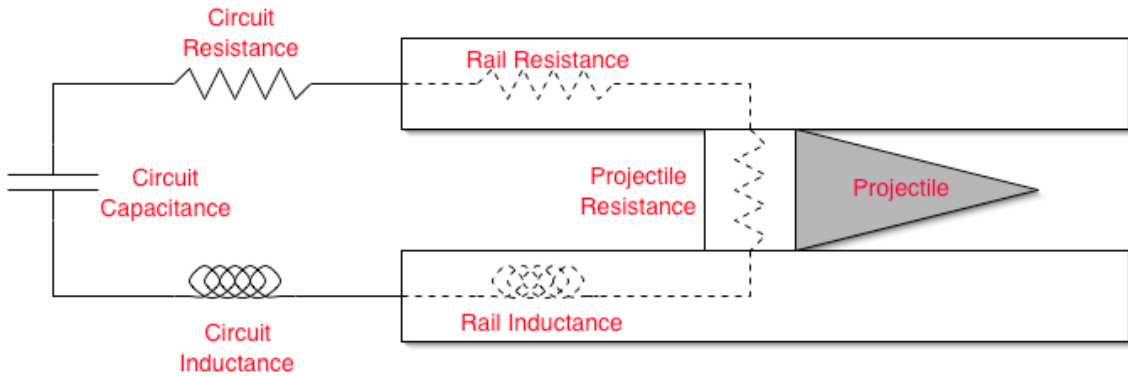 Circuit
Resistance
Rail Resistance
Circuit
Capacitance
Projectile
Resistance
Projectile
Rail Inductance
Circuit
Inductance